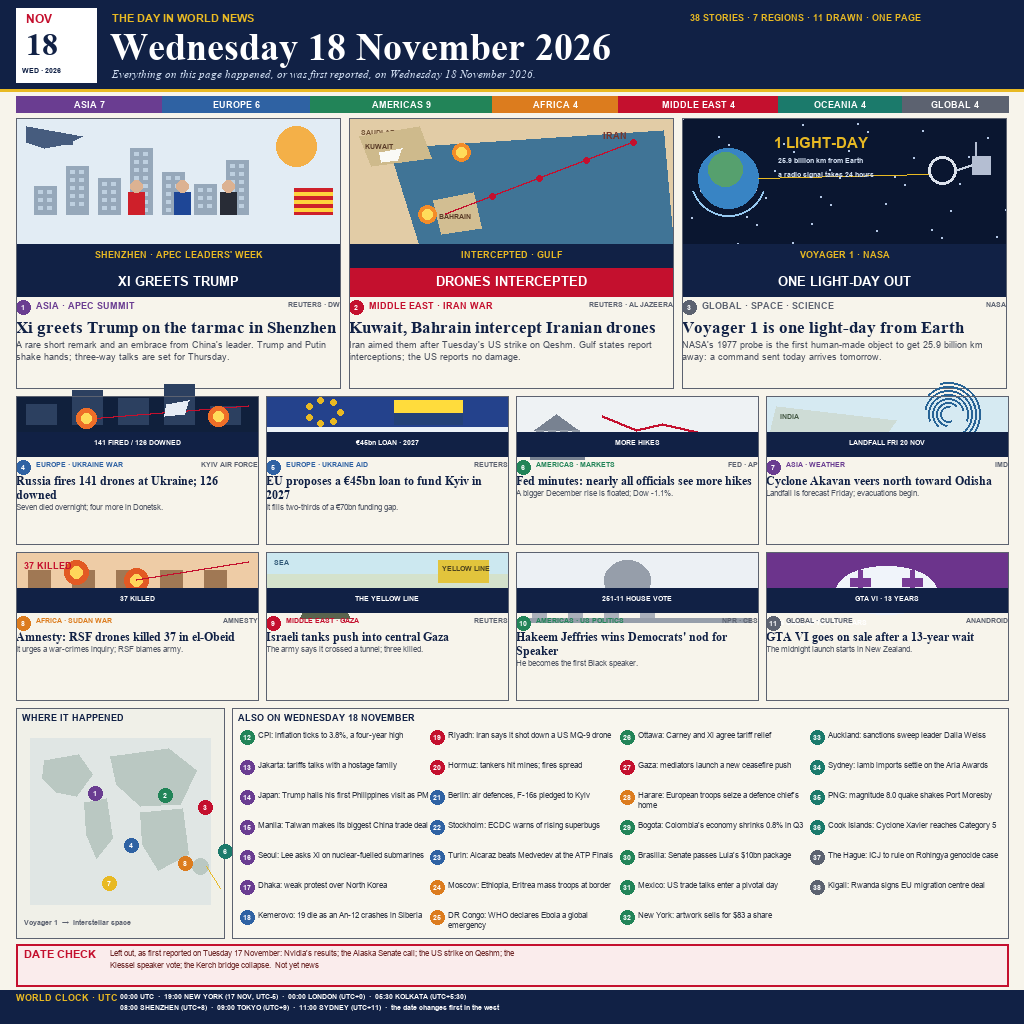 NOV
18
WED · 2026
THE DAY IN WORLD NEWS
38 STORIES · 7 REGIONS · 11 DRAWN · ONE PAGE
Wednesday 18 November 2026
Everything on this page happened, or was first reported, on Wednesday 18 November 2026.
ASIA 7
EUROPE 6
AMERICAS 9
AFRICA 4
MIDDLE EAST 4
OCEANIA 4
GLOBAL 4
SHENZHEN · APEC LEADERS' WEEK
XI GREETS TRUMP
1 ASIA · APEC SUMMIT
REUTERS · DW
Xi greets Trump on the tarmac in Shenzhen
A rare short remark and an embrace from China's leader. Trump and Putin
shake hands; three-way talks are set for Thursday.
KUWAIT
IRAN
BAHRAIN
INTERCEPTED · GULF
DRONES INTERCEPTED
2 MIDDLE EAST · IRAN WAR
REUTERS · AL JAZEERA
Kuwait, Bahrain intercept Iranian drones
Iran aimed them after Tuesday's US strike on Qeshm. Gulf states report
interceptions; the US reports no damage.
1 LIGHT-DAY
25.9 billion km from Earth
a radio signal takes 24 hours
VOYAGER 1 · NASA
ONE LIGHT-DAY OUT
3 GLOBAL · SPACE · SCIENCE
NASA
Voyager 1 is one light-day from Earth
NASA's 1977 probe is the first human-made object to get 25.9 billion km
away: a command sent today arrives tomorrow.
141 FIRED / 126 DOWNED
4 EUROPE · UKRAINE WAR
KYIV AIR FORCE
Russia fires 141 drones at Ukraine; 126
downed
Seven died overnight; four more in Donetsk.
€45bn LOAN · 2027
5 EUROPE · UKRAINE AID
REUTERS
EU proposes a €45bn loan to fund Kyiv in
2027
It fills two-thirds of a €70bn funding gap.
MORE HIKES
6 AMERICAS · MARKETS
FED · AP
Fed minutes: nearly all officials see more hikes
A bigger December rise is floated; Dow -1.1%.
INDIA
LANDFALL FRI 20 NOV
7 ASIA · WEATHER
IMD
Cyclone Akavan veers north toward Odisha
Landfall is forecast Friday; evacuations begin.
37 KILLED
37 KILLED
8 AFRICA · SUDAN WAR
AMNESTY
Amnesty: RSF drones killed 37 in el-Obeid
It urges a war-crimes inquiry; RSF blames army.
SEA
YELLOW LINE
THE YELLOW LINE
9 MIDDLE EAST · GAZA
REUTERS
Israeli tanks push into central Gaza
The army says it crossed a tunnel; three killed.
251-11 HOUSE VOTE
10 AMERICAS · US POLITICS
NPR · CBS
Hakeem Jeffries wins Democrats' nod for
Speaker
He becomes the first Black speaker.
GTA VI · 13 YEARS
11 GLOBAL · CULTURE
ANANDROID
GTA VI goes on sale after a 13-year wait
The midnight launch starts in New Zealand.
WHERE IT HAPPENED
1
2
3
4
6
8
7
Voyager 1 → Interstellar space
ALSO ON WEDNESDAY 18 NOVEMBER
12 CPI: Inflation ticks to 3.8%, a four-year high
13 Jakarta: tariffs talks with a hostage family
14 Japan: Trump hails his first Philippines visit as PM
15 Manila: Taiwan makes its biggest China trade deal
16 Seoul: Lee asks Xi on nuclear-fuelled submarines
17 Dhaka: weak protest over North Korea
18 Kemerovo: 19 die as an An-12 crashes in Siberia
19 Riyadh: Iran says it shot down a US MQ-9 drone
20 Hormuz: tankers hit mines; fires spread
21 Berlin: air defences, F-16s pledged to Kyiv
22 Stockholm: ECDC warns of rising superbugs
23 Turin: Alcaraz beats Medvedev at the ATP Finals
24 Moscow: Ethiopia, Eritrea mass troops at border
25 DR Congo: WHO declares Ebola a global
emergency
26 Ottawa: Carney and Xi agree tariff relief
27 Gaza: mediators launch a new ceasefire push
28 Harare: European troops seize a defence chief's
home
29 Bogota: Colombia's economy shrinks 0.8% in Q3
30 Brasilia: Senate passes Lula's $10bn package
31 Mexico: US trade talks enter a pivotal day
32 New York: artwork sells for $83 a share
33 Auckland: sanctions sweep leader Dalia Weiss
34 Sydney: lamb imports settle on the Aria Awards
35 PNG: magnitude 8.0 quake shakes Port Moresby
36 Cook Islands: Cyclone Xavier reaches Category 5
37 The Hague: ICJ to rule on Rohingya genocide case
38 Kigali: Rwanda signs EU migration centre deal
DATE CHECK
Left out, as first reported on Tuesday 17 November: Nvidia's results; the Alaska Senate call; the US strike on Qeshm; the
Klessel speaker vote; the Kerch bridge collapse. Not yet news
WORLD CLOCK · UTC
00:00 UTC · 19:00 NEW YORK (17 NOV, UTC-5) · 00:00 LONDON (UTC+0) · 05:30 KOLKATA (UTC+5:30)
08:00 SHENZHEN (UTC+8) · 09:00 TOKYO (UTC+9) · 11:00 SYDNEY (UTC+11) · the date changes first in the west